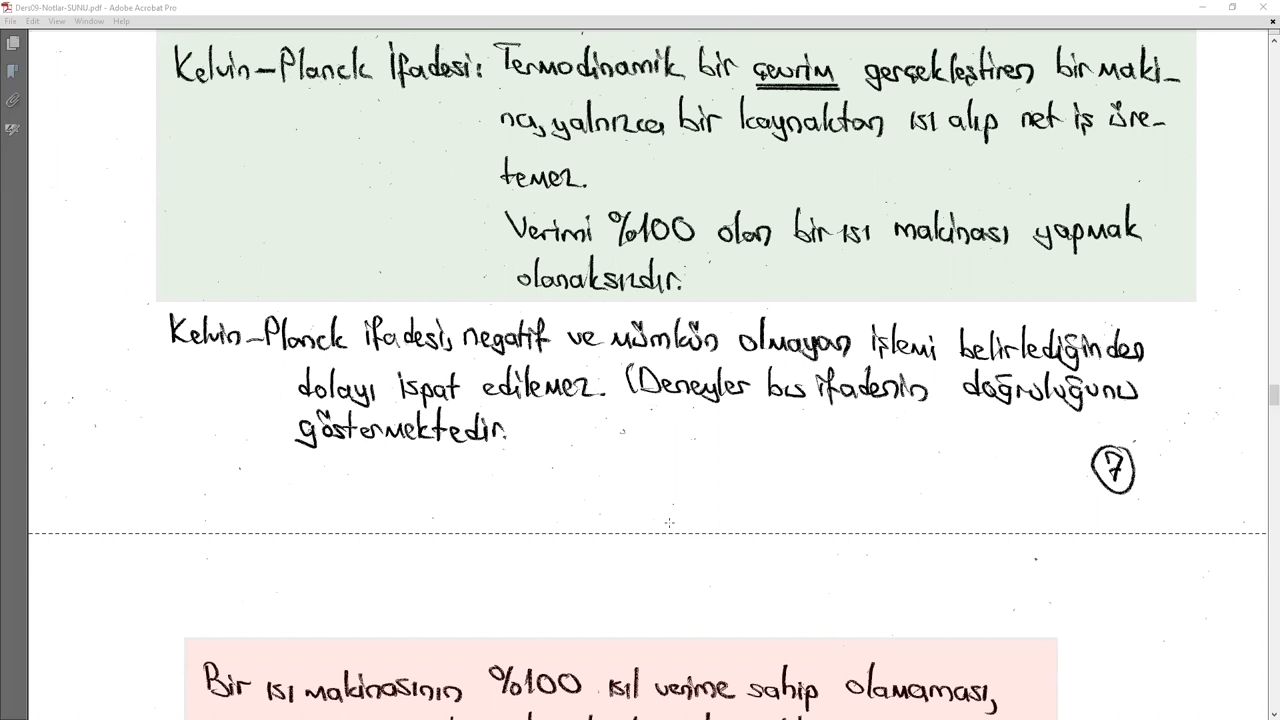 Ders09-Notlar-SUNU.pdf - Adobe Acrobat Pro
File Edit View Window Help
Kelvin-Planck İfadesi: Termodinamik bir çevrim gerçekleştiren bir maki-
na, yalnızca bir kaynaktan ısı alıp net iş üre-
temez.
Verimi %100 olan bir ısı makinası yapmak
olanaksızdır.
Kelvin-Planck ifadesi, negatif ve mümkün olmayan işlemi belirlediğinden
dolayı ispat edilemez. (Deneyler bu ifadenin doğruluğunu
göstermektedir.
7
Bir ısı makinasının %100 ısıl verime sahip olamaması,